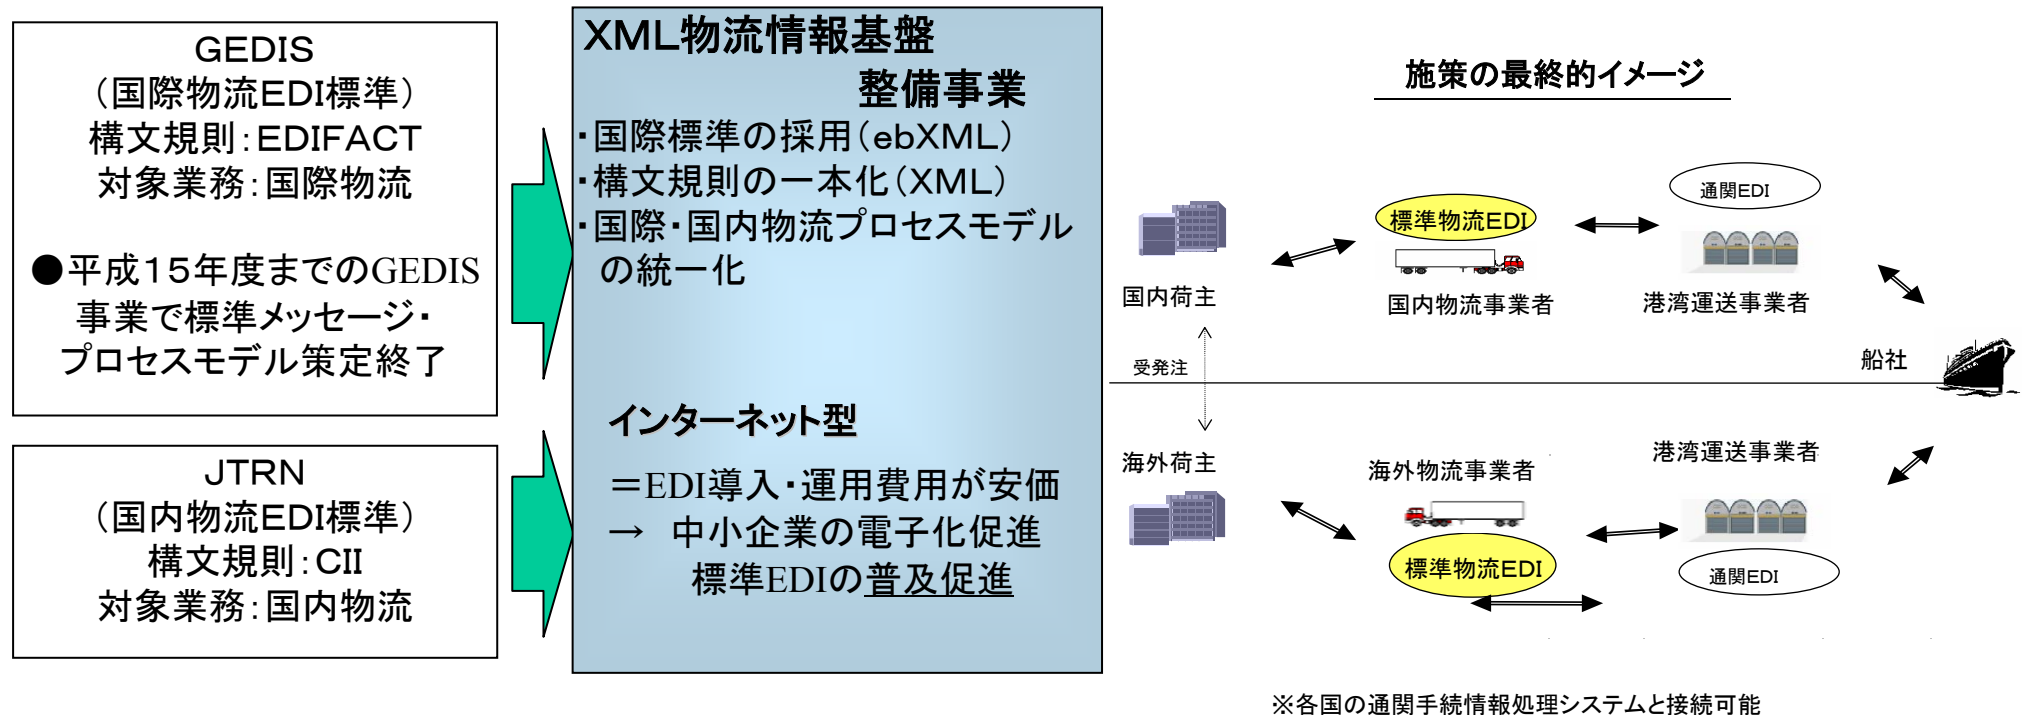 GEDIS
（国際物流EDI標準）
構文規則：EDIFACT
対象業務：国際物流
●平成１５年度までのGEDIS
事業で標準メッセージ・
プロセスモデル策定終了
JTRN
（国内物流EDI標準）
構文規則：CII
対象業務：国内物流
XML物流情報基盤
整備事業
・国際標準の採用（ebXML）
・構文規則の一本化（XML）
・国際・国内物流プロセスモデル
の統一化
インターネット型
＝EDI導入・運用費用が安価
→　中小企業の電子化促進
標準EDIの普及促進
施策の最終的イメージ
通関EDI
標準物流EDI
国内荷主
国内物流事業者
港湾運送事業者
受発注
船社
海外荷主
海外物流事業者
港湾運送事業者
標準物流EDI
通関EDI
※各国の通関手続情報処理システムと接続可能